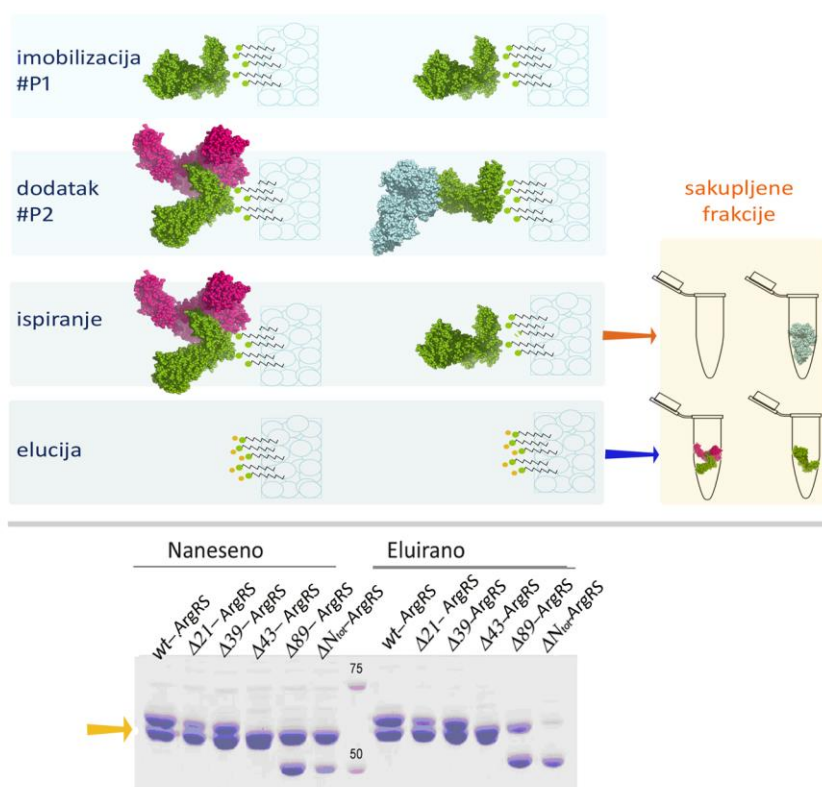 imobilizacija
#P1
dodatak
#P2
sakupljene
frakcije
ispiranje
elucija
Naneseno
Eluirano
wt–ArgRS
Δ21– ArgRS
Δ39– ArgRS
Δ43– ArgRS
Δ89– ArgRS
ΔNtot-ArgRS
wt–ArgRS
Δ21– ArgRS
Δ39-ArgRS
Δ43-ArgRS
Δ89-ArgRS
ΔNtot-ArgRS
75
50